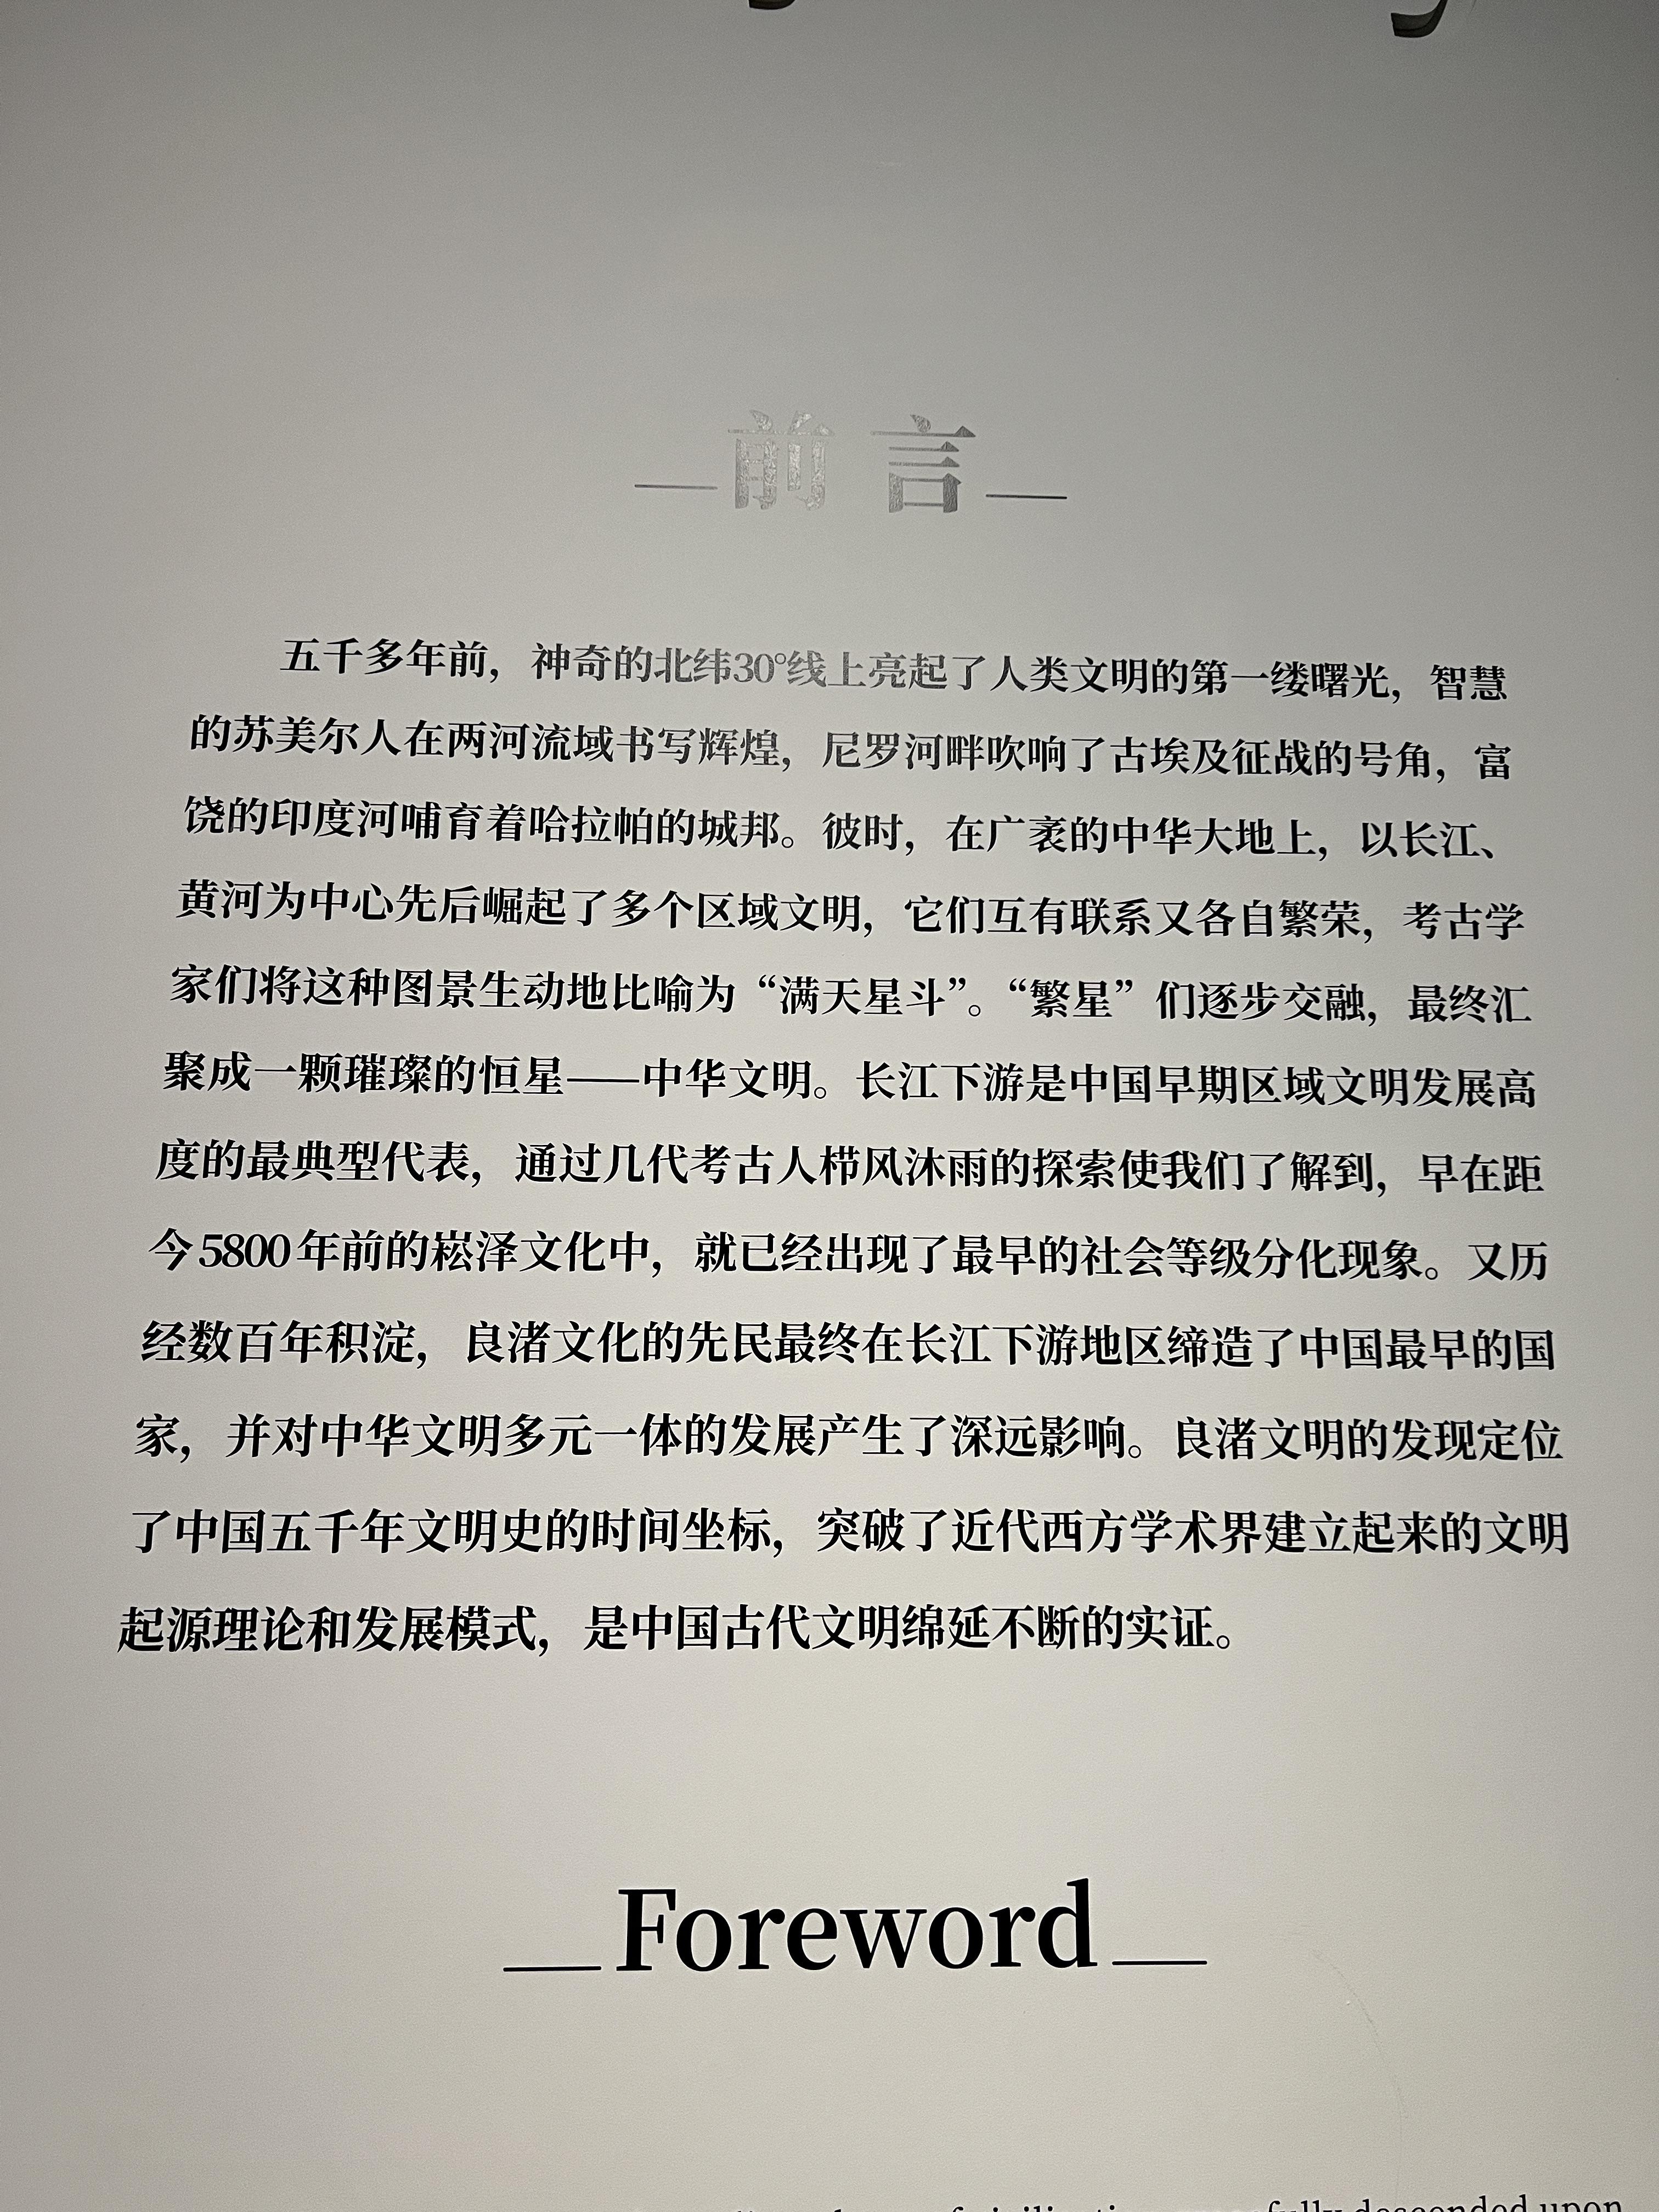 前言
五千多年前，神奇的北纬30°线上亮起了人类文明的第一缕曙光，智慧
的苏美尔人在两河流域书写辉煌，尼罗河畔吹响了古埃及征战的号角，富
饶的印度河哺育着哈拉帕的城邦。彼时，在广袤的中华大地上，以长江、
黄河为中心先后崛起了多个区域文明，它们互有联系又各自繁荣，考古学
家们将这种图景生动地比喻为“满天星斗”。“繁星”们逐步交融，最终汇
聚成一颗璀璨的恒星——中华文明。长江下游是中国早期区域文明发展高
度的最典型代表，通过几代考古人栉风沐雨的探索使我们了解到，早在距
今5800年前的崧泽文化中，就已经出现了最早的社会等级分化现象。又历
经数百年积淀，良渚文化的先民最终在长江下游地区缔造了中国最早的国
家，并对中华文明多元一体的发展产生了深远影响。良渚文明的发现定位
了中国五千年文明史的时间坐标，突破了近代西方学术界建立起来的文明
起源理论和发展模式，是中国古代文明绵延不断的实证。
Foreword
descended upon